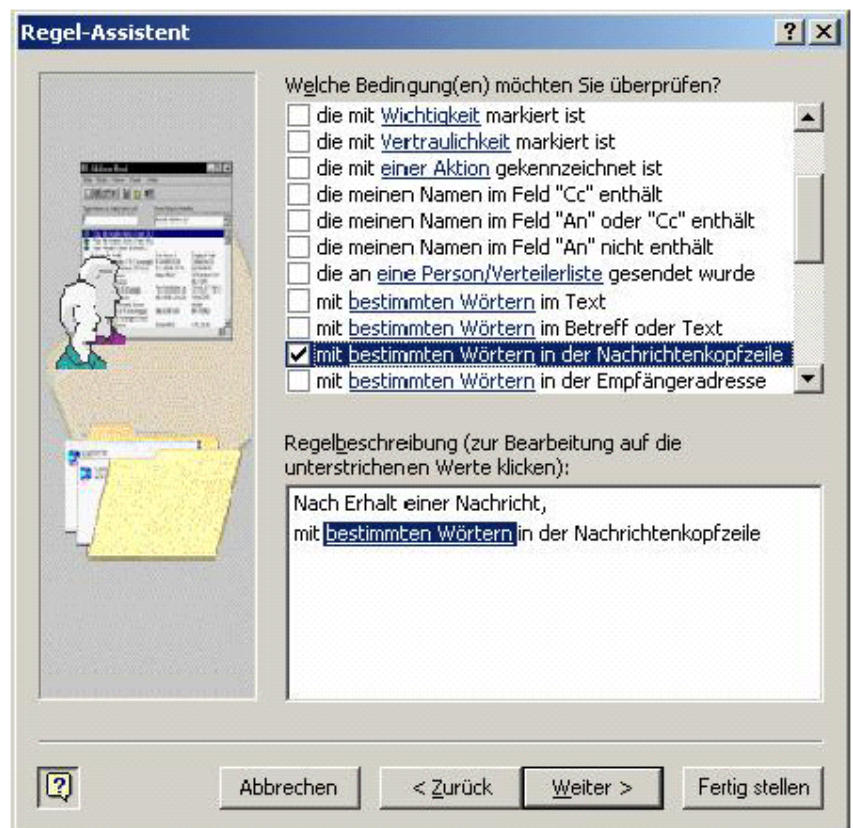 Regel-Assistent
Welche Bedingung(en) möchten Sie überprüfen?
die mit Wichtigkeit markiert ist
die mit Vertraulichkeit markiert ist
die mit einer Aktion gekennzeichnet ist
die meinen Namen im Feld "Cc" enthält
die meinen Namen im Feld "An" oder "Cc" enthält
die meinen Namen im Feld "An" nicht enthält
die an eine Person/Verteilerliste gesendet wurde
mit bestimmten Wörtern im Text
mit bestimmten Wörtern im Betreff oder Text
mit bestimmten Wörtern in der Nachrichtenkopfzeile
mit bestimmten Wörtern in der Empfängeradresse
Regelbeschreibung (zur Bearbeitung auf die
unterstrichenen Werte klicken):
Nach Erhalt einer Nachricht,
mit bestimmten Wörtern in der Nachrichtenkopfzeile
Abbrechen
< Zurück
Weiter >
Fertig stellen